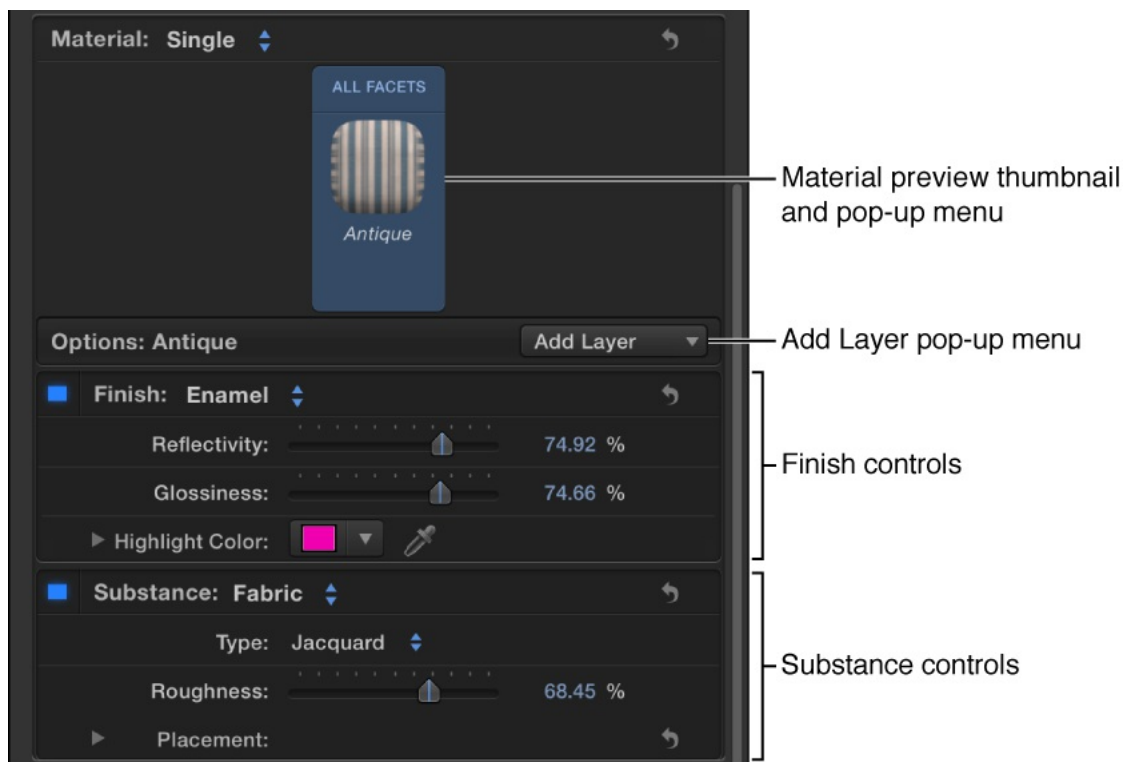 Material: Single
ALL FACETS
Antique
Material preview thumbnail
and pop-up menu
Options: Antique Add Layer
Add Layer pop-up menu
Finish: Enamel
Reflectivity: 74.92 %
Glossiness: 74.66 %
Highlight Color:
Finish controls
Substance: Fabric
Type: Jacquard
Roughness: 68.45 %
Placement:
Substance controls